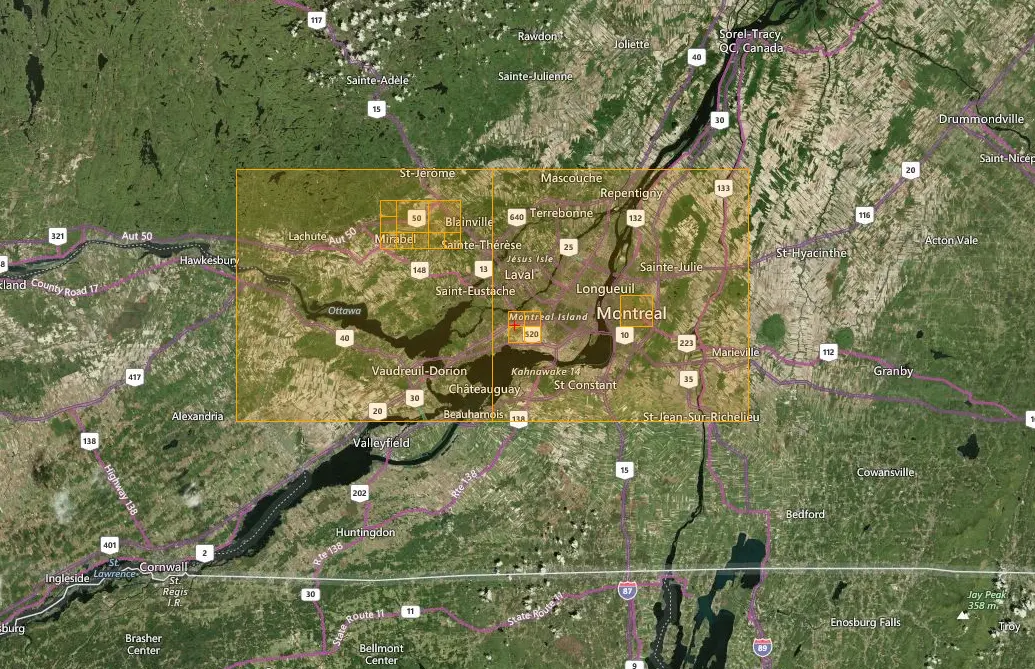 117
Rawdon
Joliette
Sorel-Tracy,
QC, Canada
40
Sainte-Adèle
Sainte-Julienne
15
30
Drummondville
Saint-Nicép
20
St-Jérôme
Mascouche
Repentigny
133
116
Acton Vale
321
Aut 50
Lachute
Aut 50
50
Blainville
640
Terrebonne
132
Mirabel
Sainte-Thérèse
25
St-Hyacinthe
Hawkesbury
148
13
Jésus Isle
Laval
Sainte-Julie
8
kland
County Road 17
Saint-Eustache
Longueuil
Ottawa
Montreal Island
Montreal
40
520
10
223
Marieville
112
Granby
417
Vaudreuil-Dorion
Kahnawake 14
35
Châteauguay
St Constant
30
20
Beauharnois
138
St-Jean-Sur-Richelieu
Alexandria
138
Valleyfield
15
Cowansville
Highway 138
202
Rte 138
Bedford
Huntingdon
Rte 138
401
2
St.
Lawrence
Cornwall
Ingleside
St.
Regis
I.R.
30
87
State Route 11
11
State Route 11
Jay Peak
358 m
sburg
Brasher
Center
Bellmont
Center
Enosburg Falls
Troy
89
9